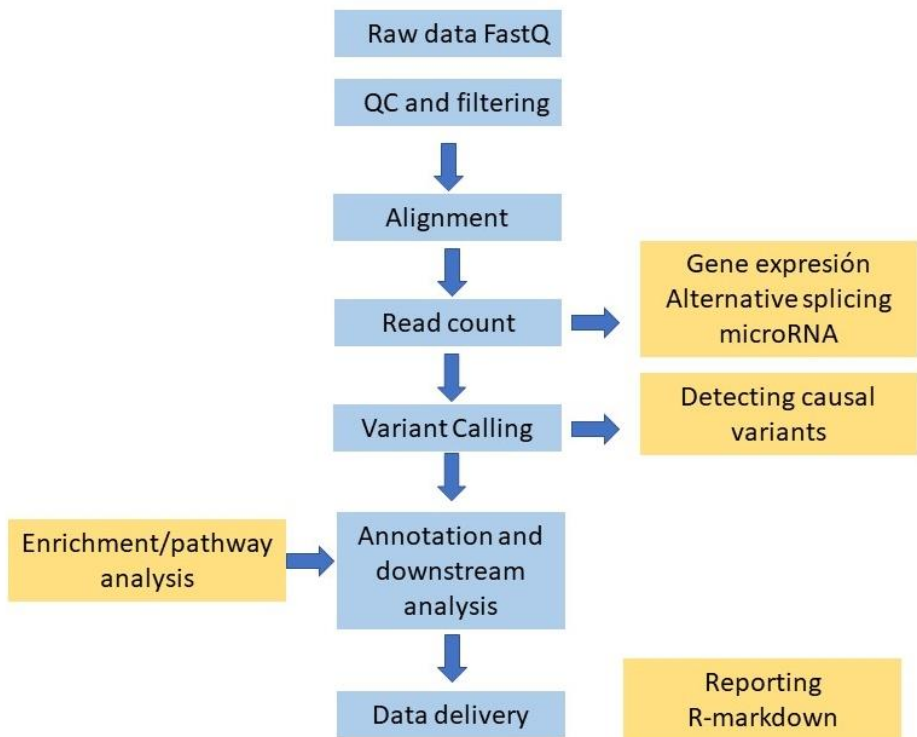 Raw data FastQ
QC and filtering
Alignment
Read count
Gene expresión
Alternative splicing
microRNA
Variant Calling
Detecting causal
variants
Enrichment/pathway
analysis
Annotation and
downstream
analysis
Data delivery
Reporting
R-markdown